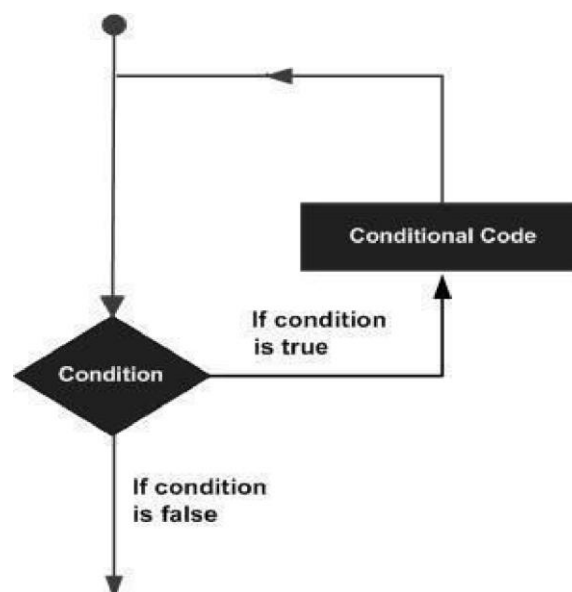 Conditional Code
If condition
is true
Condition
If condition
is false